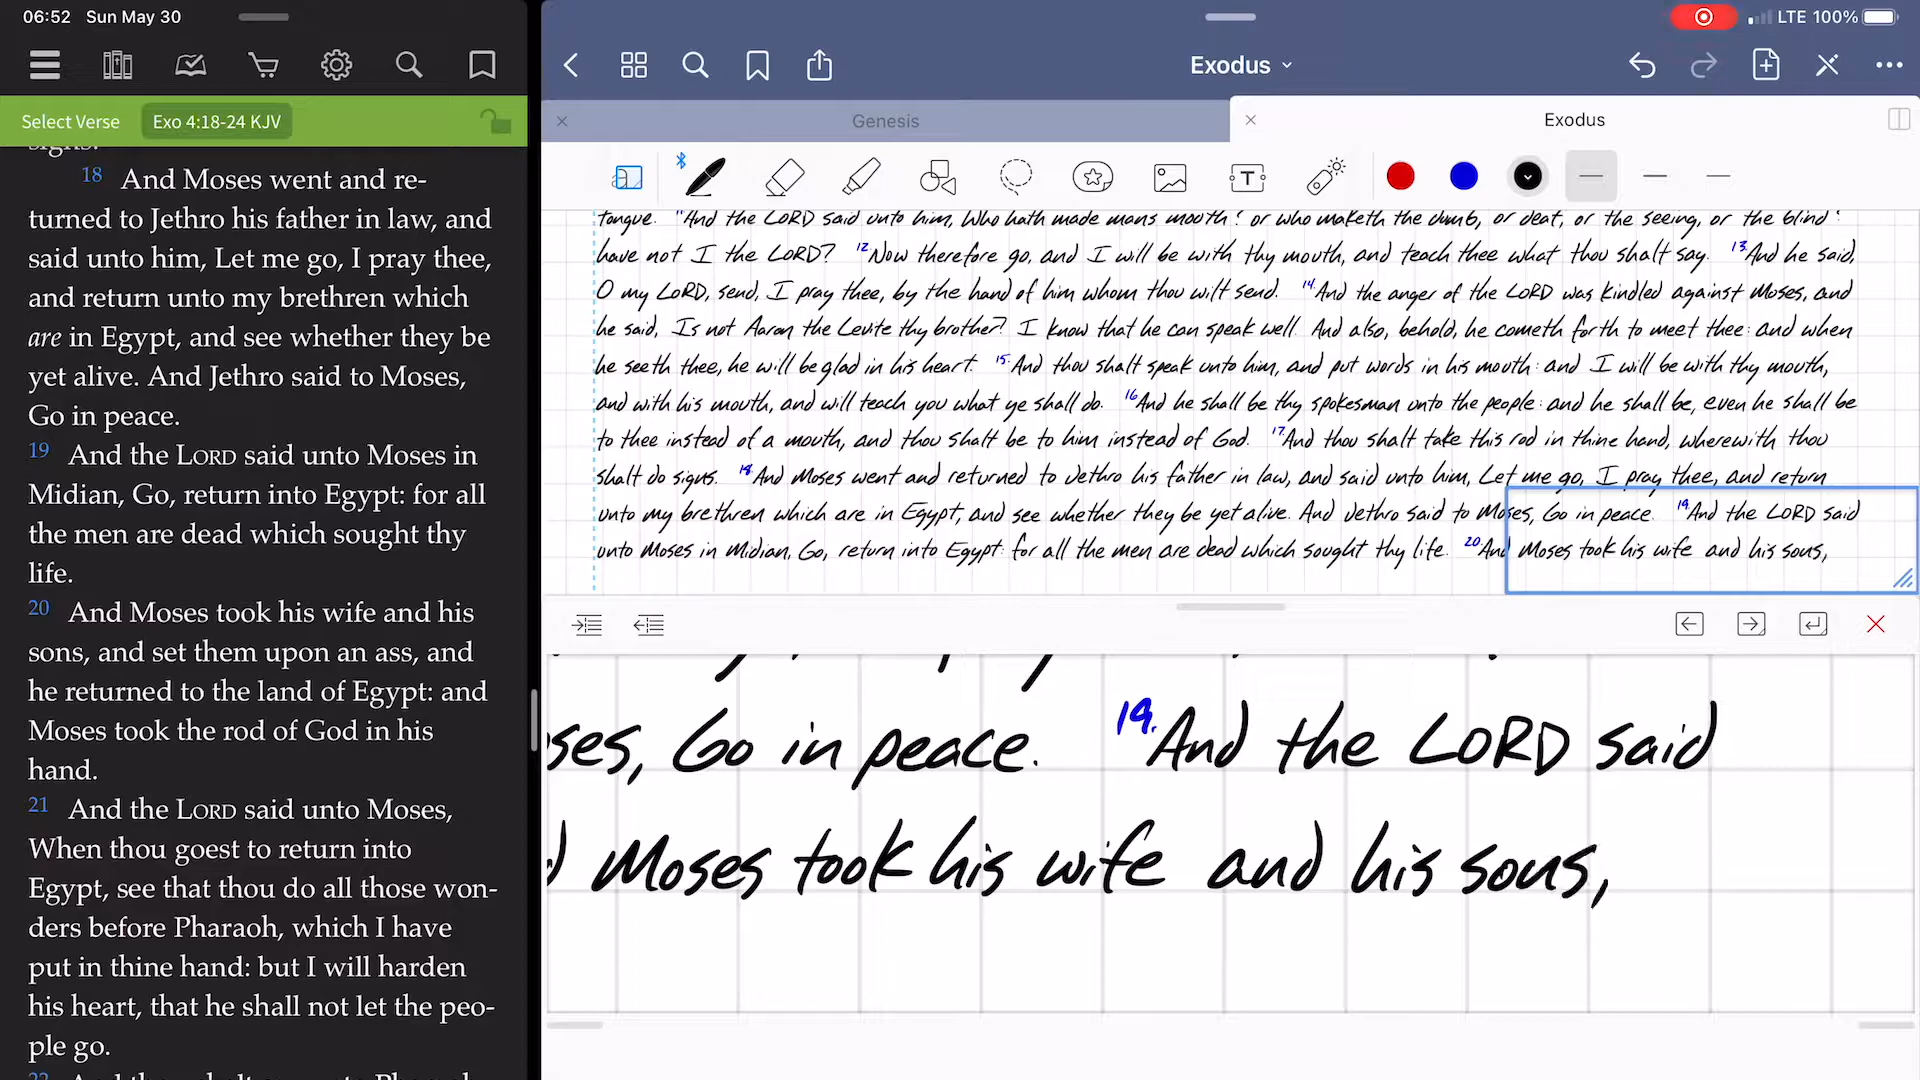 06:52 Sun May 30
LTE 100%
Select Verse Exo 4:18-24 KJV
signs.
18 And Moses went and re-
turned to Jethro his father in law, and
said unto him, Let me go, I pray thee,
and return unto my brethren which
are in Egypt, and see whether they be
yet alive. And Jethro said to Moses,
Go in peace.
19 And the LORD said unto Moses in
Midian, Go, return into Egypt: for all
the men are dead which sought thy
life.
20 And Moses took his wife and his
sons, and set them upon an ass, and
he returned to the land of Egypt: and
Moses took the rod of God in his
hand.
21 And the LORD said unto Moses,
When thou goest to return into
Egypt, see that thou do all those won-
ders before Pharaoh, which I have
put in thine hand: but I will harden
his heart, that he shall not let the peo-
ple go.
Exodus
Genesis
Exodus
tongue. 11And the LORD said unto him, Who hath made mans mouth? or who maketh the dumb, or deaf, or the seeing, or the blind?
have not I the LORD? 12.Now therefore go, and I will be with thy mouth, and teach thee what thou shalt say. 13.And he said,
O my LORD, send, I pray thee, by the hand of him whom thou wilt send. 14.And the anger of the LORD was kindled against Moses, and
he said, Is not Aaron the Levite thy brother? I know that he can speak well. And also, behold, he cometh forth to meet thee: and when
he seeth thee, he will be glad in his heart. 15.And thou shalt speak unto him, and put words in his mouth: and I will be with thy mouth,
and with his mouth, and will teach you what ye shall do. 16.And he shall be thy spokesman unto the people: and he shall be, even he shall be
to thee instead of a mouth, and thou shalt be to him instead of God. 17.And thou shalt take this rod in thine hand, wherewith thou
shalt do signs. 18.And Moses went and returned to Jethro his father in law, and said unto him, Let me go, I pray thee, and return
unto my brethren which are in Egypt, and see whether they be yet alive. And Jethro said to Moses, Go in peace. 19.And the LORD said
unto Moses in Midian, Go, return into Egypt: for all the men are dead which sought thy life. 20.And Moses took his wife and his sons,
ses, Go in peace. 19.And the LORD said
d Moses took his wife and his sons,